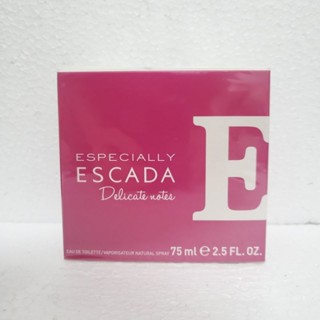 ESPECIALLY
ESCADA
Delicate notes
E
EAU DE TOILETTE / VAPORISATEUR NATURAL SPRAY 75 ml ℮ 2.5 FL. OZ.